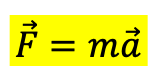 F⃗ = ma⃗